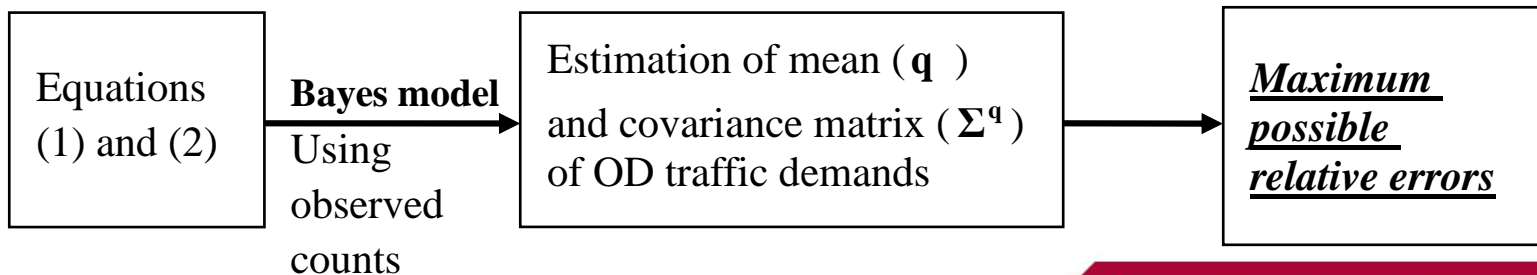 Equations
(1) and (2)
Bayes model
Using
observed
counts
Estimation of mean ( q )
and covariance matrix ( Σ^q )
of OD traffic demands
Maximum
possible
relative errors